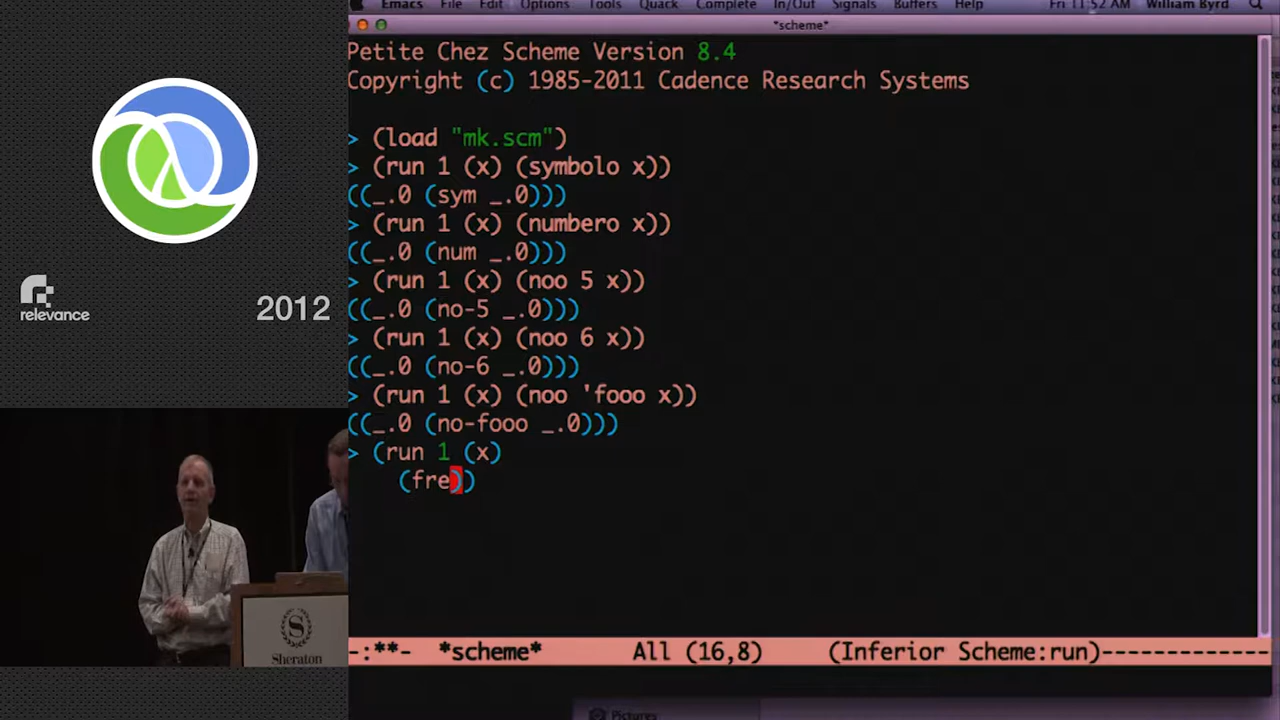 Emacs File Edit Options Tools Quack Complete In/Out Signals Buffers Help Fri 11:52 AM William Byrd
*scheme*
Petite Chez Scheme Version 8.4
Copyright (c) 1985-2011 Cadence Research Systems
> (load "mk.scm")
> (run 1 (x) (symbolo x))
((_.0 (sym _.0)))
> (run 1 (x) (numbero x))
((_.0 (num _.0)))
> (run 1 (x) (noo 5 x))
((_.0 (no-5 _.0)))
> (run 1 (x) (noo 6 x))
((_.0 (no-6 _.0)))
> (run 1 (x) (noo 'fooo x))
((_.0 (no-fooo _.0)))
> (run 1 (x)
(fre))
-:**- *scheme* All (16,8) (Inferior Scheme:run)-------------
Pictures
relevance
2012
S
Sheraton